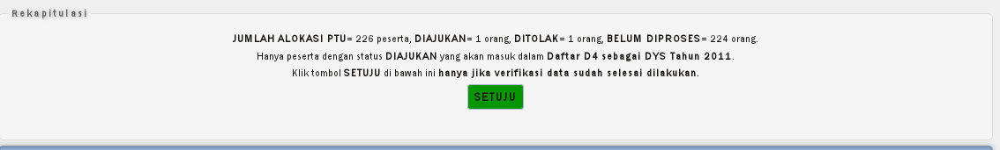 Rekapitulasi
JUMLAH ALOKASI PTU= 226 peserta, DIAJUKAN= 1 orang, DITOLAK= 1 orang, BELUM DIPROSES= 224 orang.
Hanya peserta dengan status DIAJUKAN yang akan masuk dalam Daftar D4 sebagai DYS Tahun 2011.
Klik tombol SETUJU di bawah ini hanya jika verifikasi data sudah selesai dilakukan.
SETUJU